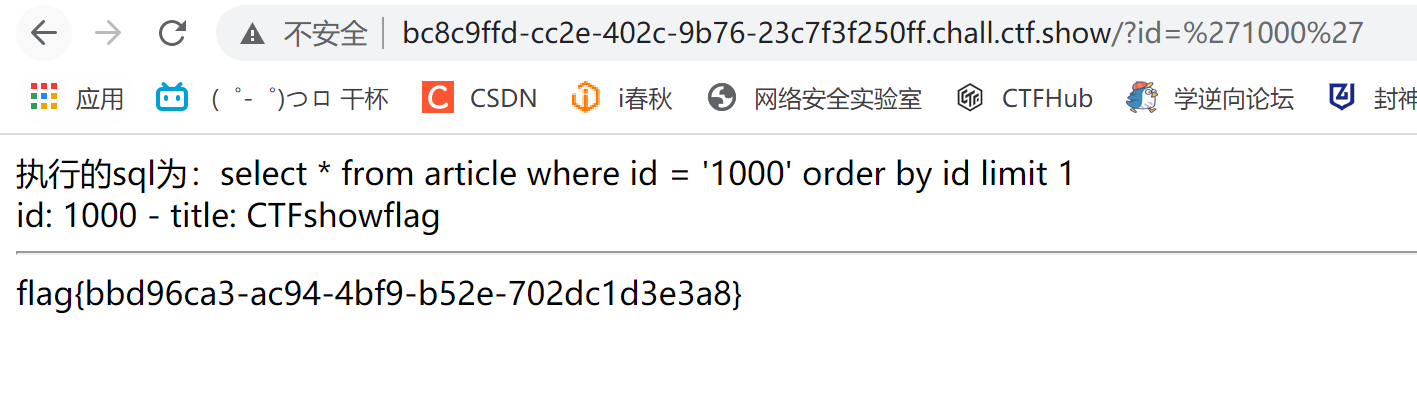 不安全 | bc8c9ffd-cc2e-402c-9b76-23c7f3f250ff.chall.ctf.show/?id=%271000%27
应用 ( ゜- ゜)つロ 干杯 CSDN i春秋 网络安全实验室 CTFHub 学逆向论坛 封神
执行的sql为：select * from article where id = '1000' order by id limit 1
id: 1000 - title: CTFshowflag
flag{bbd96ca3-ac94-4bf9-b52e-702dc1d3e3a8}